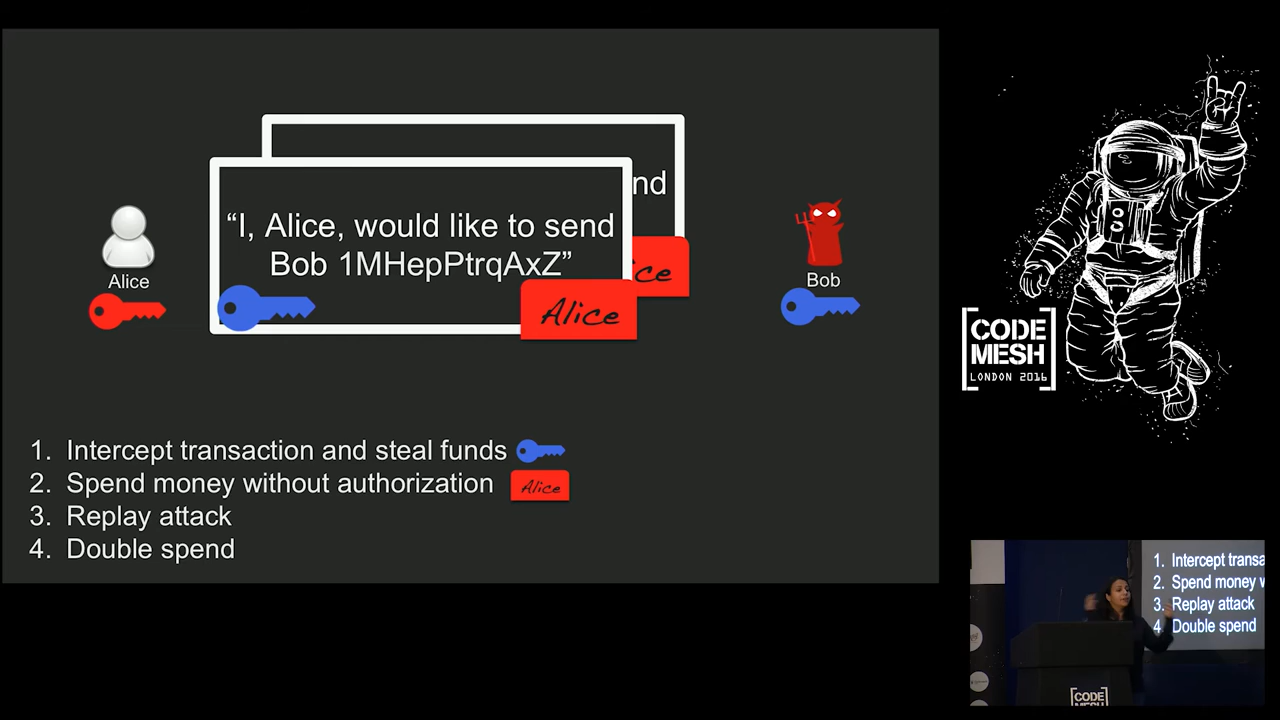 nd
“I, Alice, would like to send
Bob 1MHepPtrqAxZ”
ice
Alice
Alice
Bob
1. Intercept transaction and steal funds
Alice
2. Spend money without authorization
3. Replay attack
4. Double spend
CODE
MESH
LONDON 2016
1. Intercept transa
2. Spend money w
3. Replay attack
4 Double spend
CODE
MESH